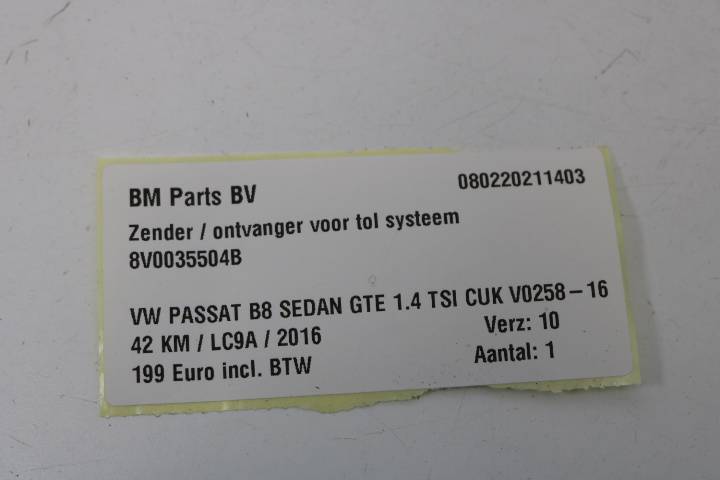 BM Parts BV 080220211403
Zender / ontvanger voor tol systeem
8V0035504B
VW PASSAT B8 SEDAN GTE 1.4 TSI CUK V0258-16
42 KM / LC9A / 2016 Verz: 10
199 Euro incl. BTW Aantal: 1